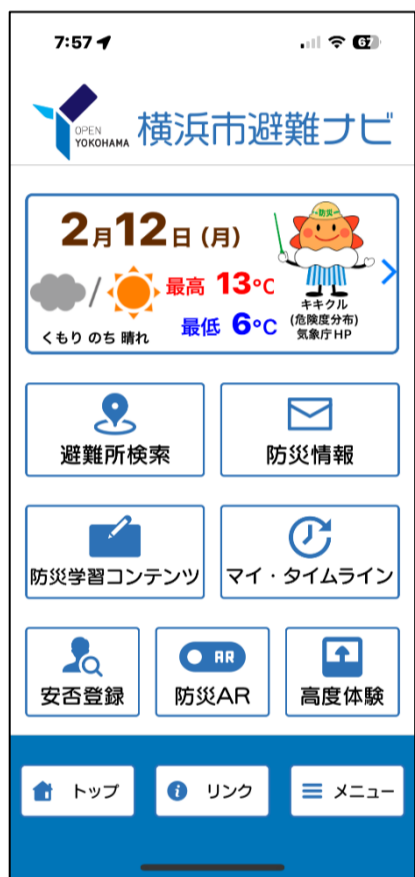 7:57
67
OPEN
YOKOHAMA
横浜市避難ナビ
2月12日(月)
防災
最高 13℃
最低 6℃
くもり のち 晴れ
キキクル
(危険度分布)
気象庁HP
避難所検索
防災情報
防災学習コンテンツ
マイ・タイムライン
AR
安否登録
防災AR
高度体験
トップ
リンク
メニュー